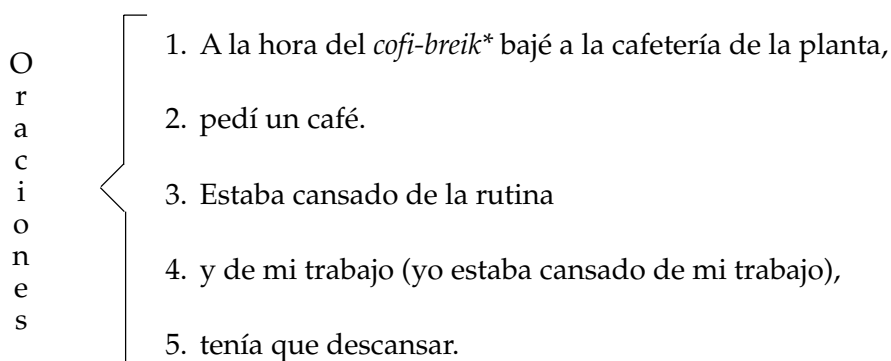 Oraciones
1. A la hora del cofi-breik* bajé a la cafetería de la planta,
2. pedí un café.
3. Estaba cansado de la rutina
4. y de mi trabajo (yo estaba cansado de mi trabajo),
5. tenía que descansar.